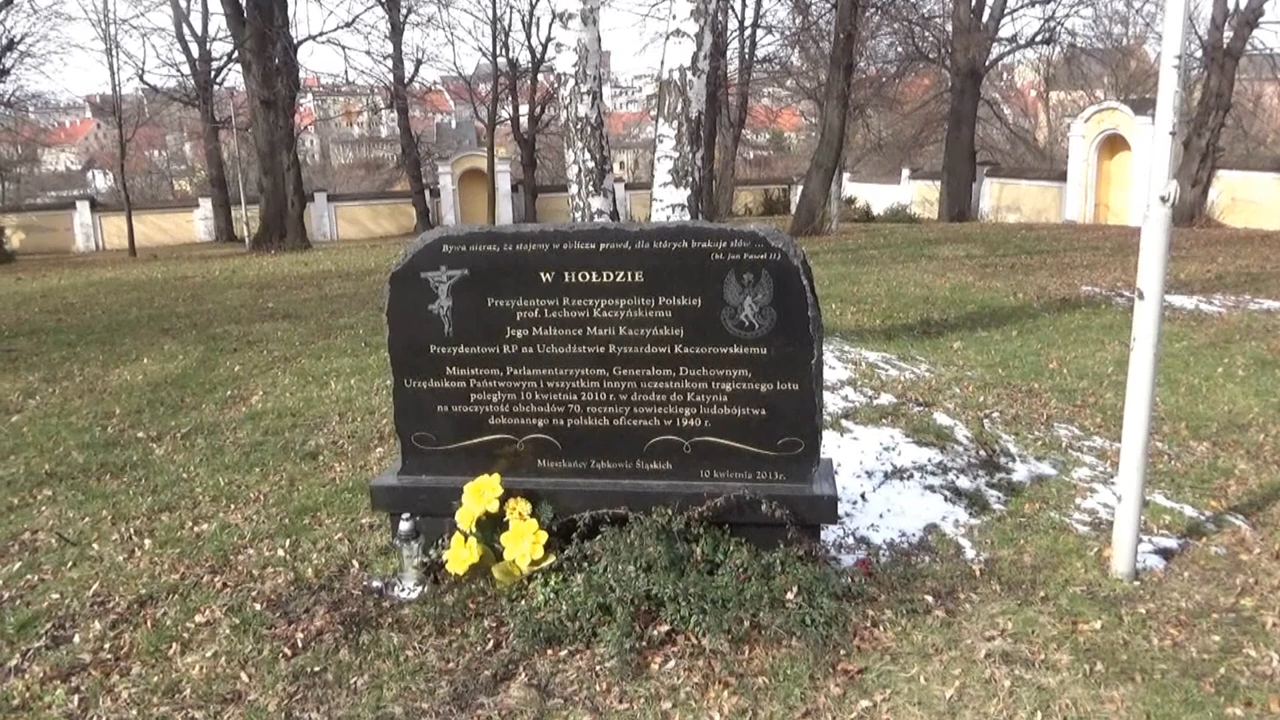 Bywa nieraz, że stajemy w obliczu prawd, dla których brakuje słów ...
(bł. Jan Paweł II)
W HOŁDZIE
Prezydentowi Rzeczypospolitej Polskiej
prof. Lechowi Kaczyńskiemu
Jego Małżonce Marii Kaczyńskiej
Prezydentowi RP na Uchodźstwie Ryszardowi Kaczorowskiemu
Ministrom, Parlamentarzystom, Generałom, Duchownym,
Urzędnikom Państwowym i wszystkim innym uczestnikom tragicznego lotu
poległym 10 kwietnia 2010 r. w drodze do Katynia
na uroczystość obchodów 70. rocznicy sowieckiego ludobójstwa
dokonanego na polskich oficerach w 1940 r.
Mieszkańcy Ząbkowic Śląskich
10 kwietnia 2013r.